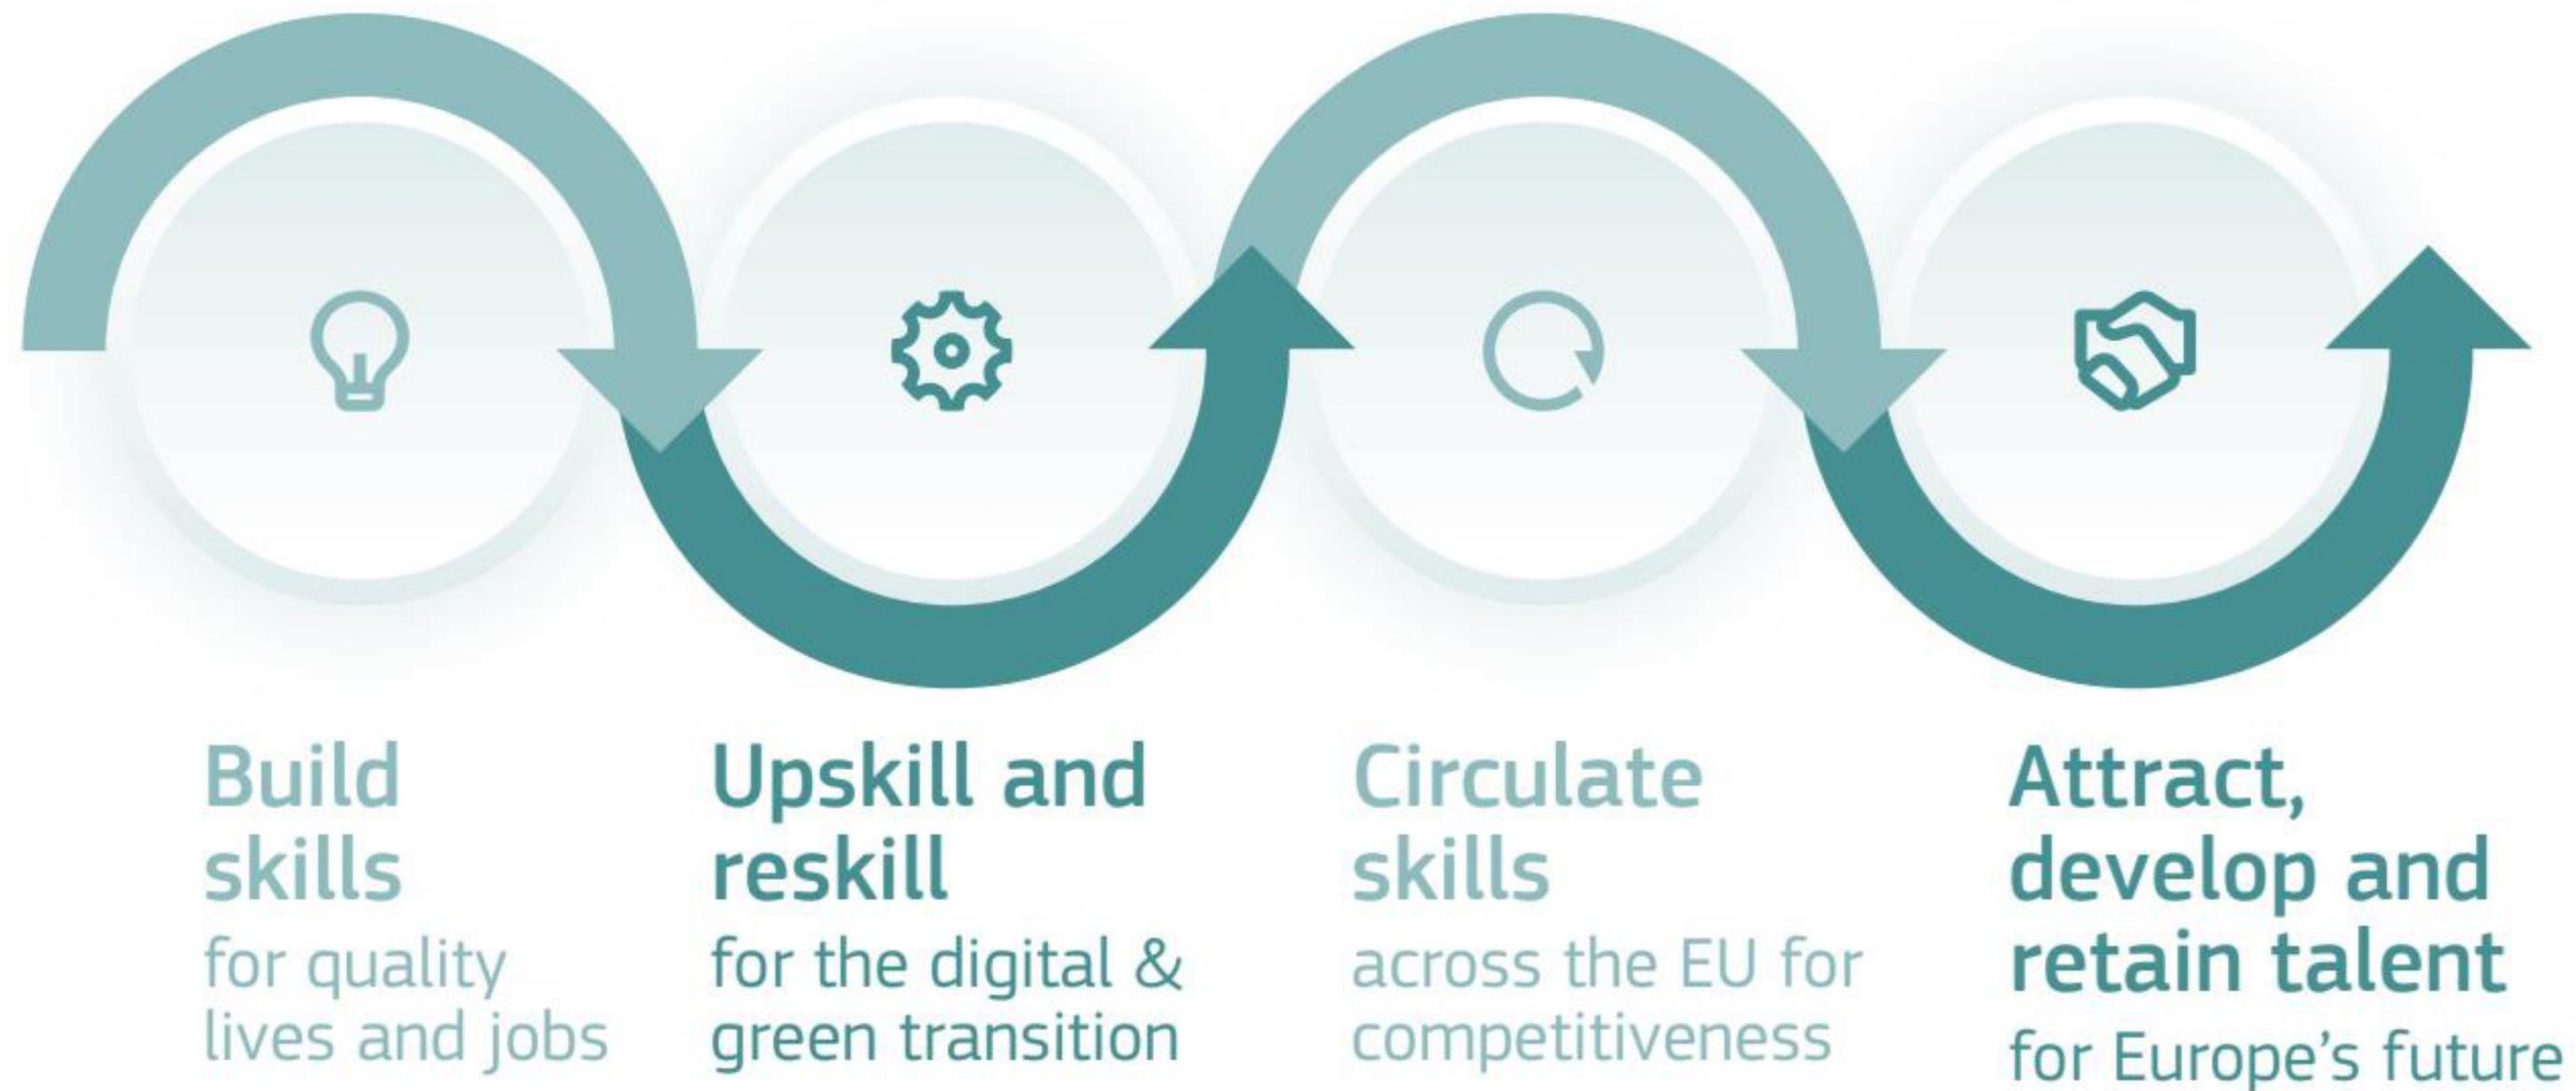 Build
skills
for quality
lives and jobs
Upskill and
reskill
for the digital &
green transition
Circulate
skills
across the EU for
competitiveness
Attract,
develop and
retain talent
for Europe’s future